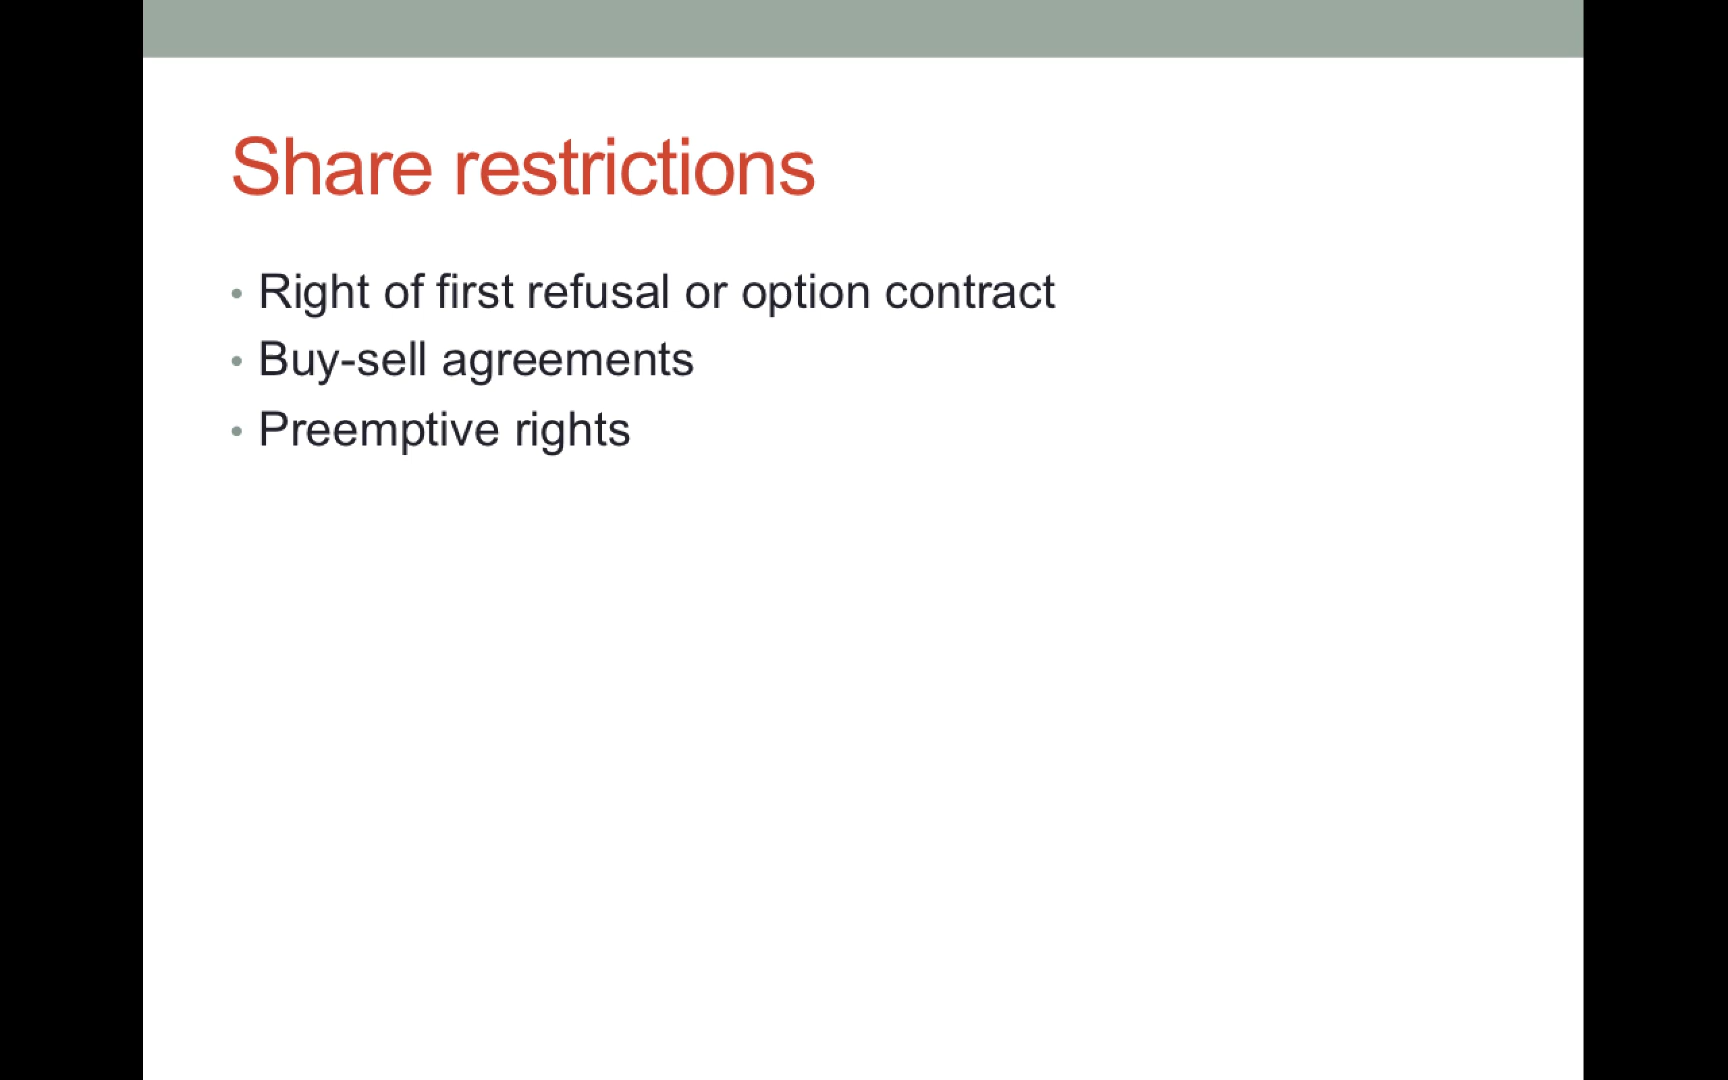 Share restrictions
• Right of first refusal or option contract
• Buy-sell agreements
• Preemptive rights